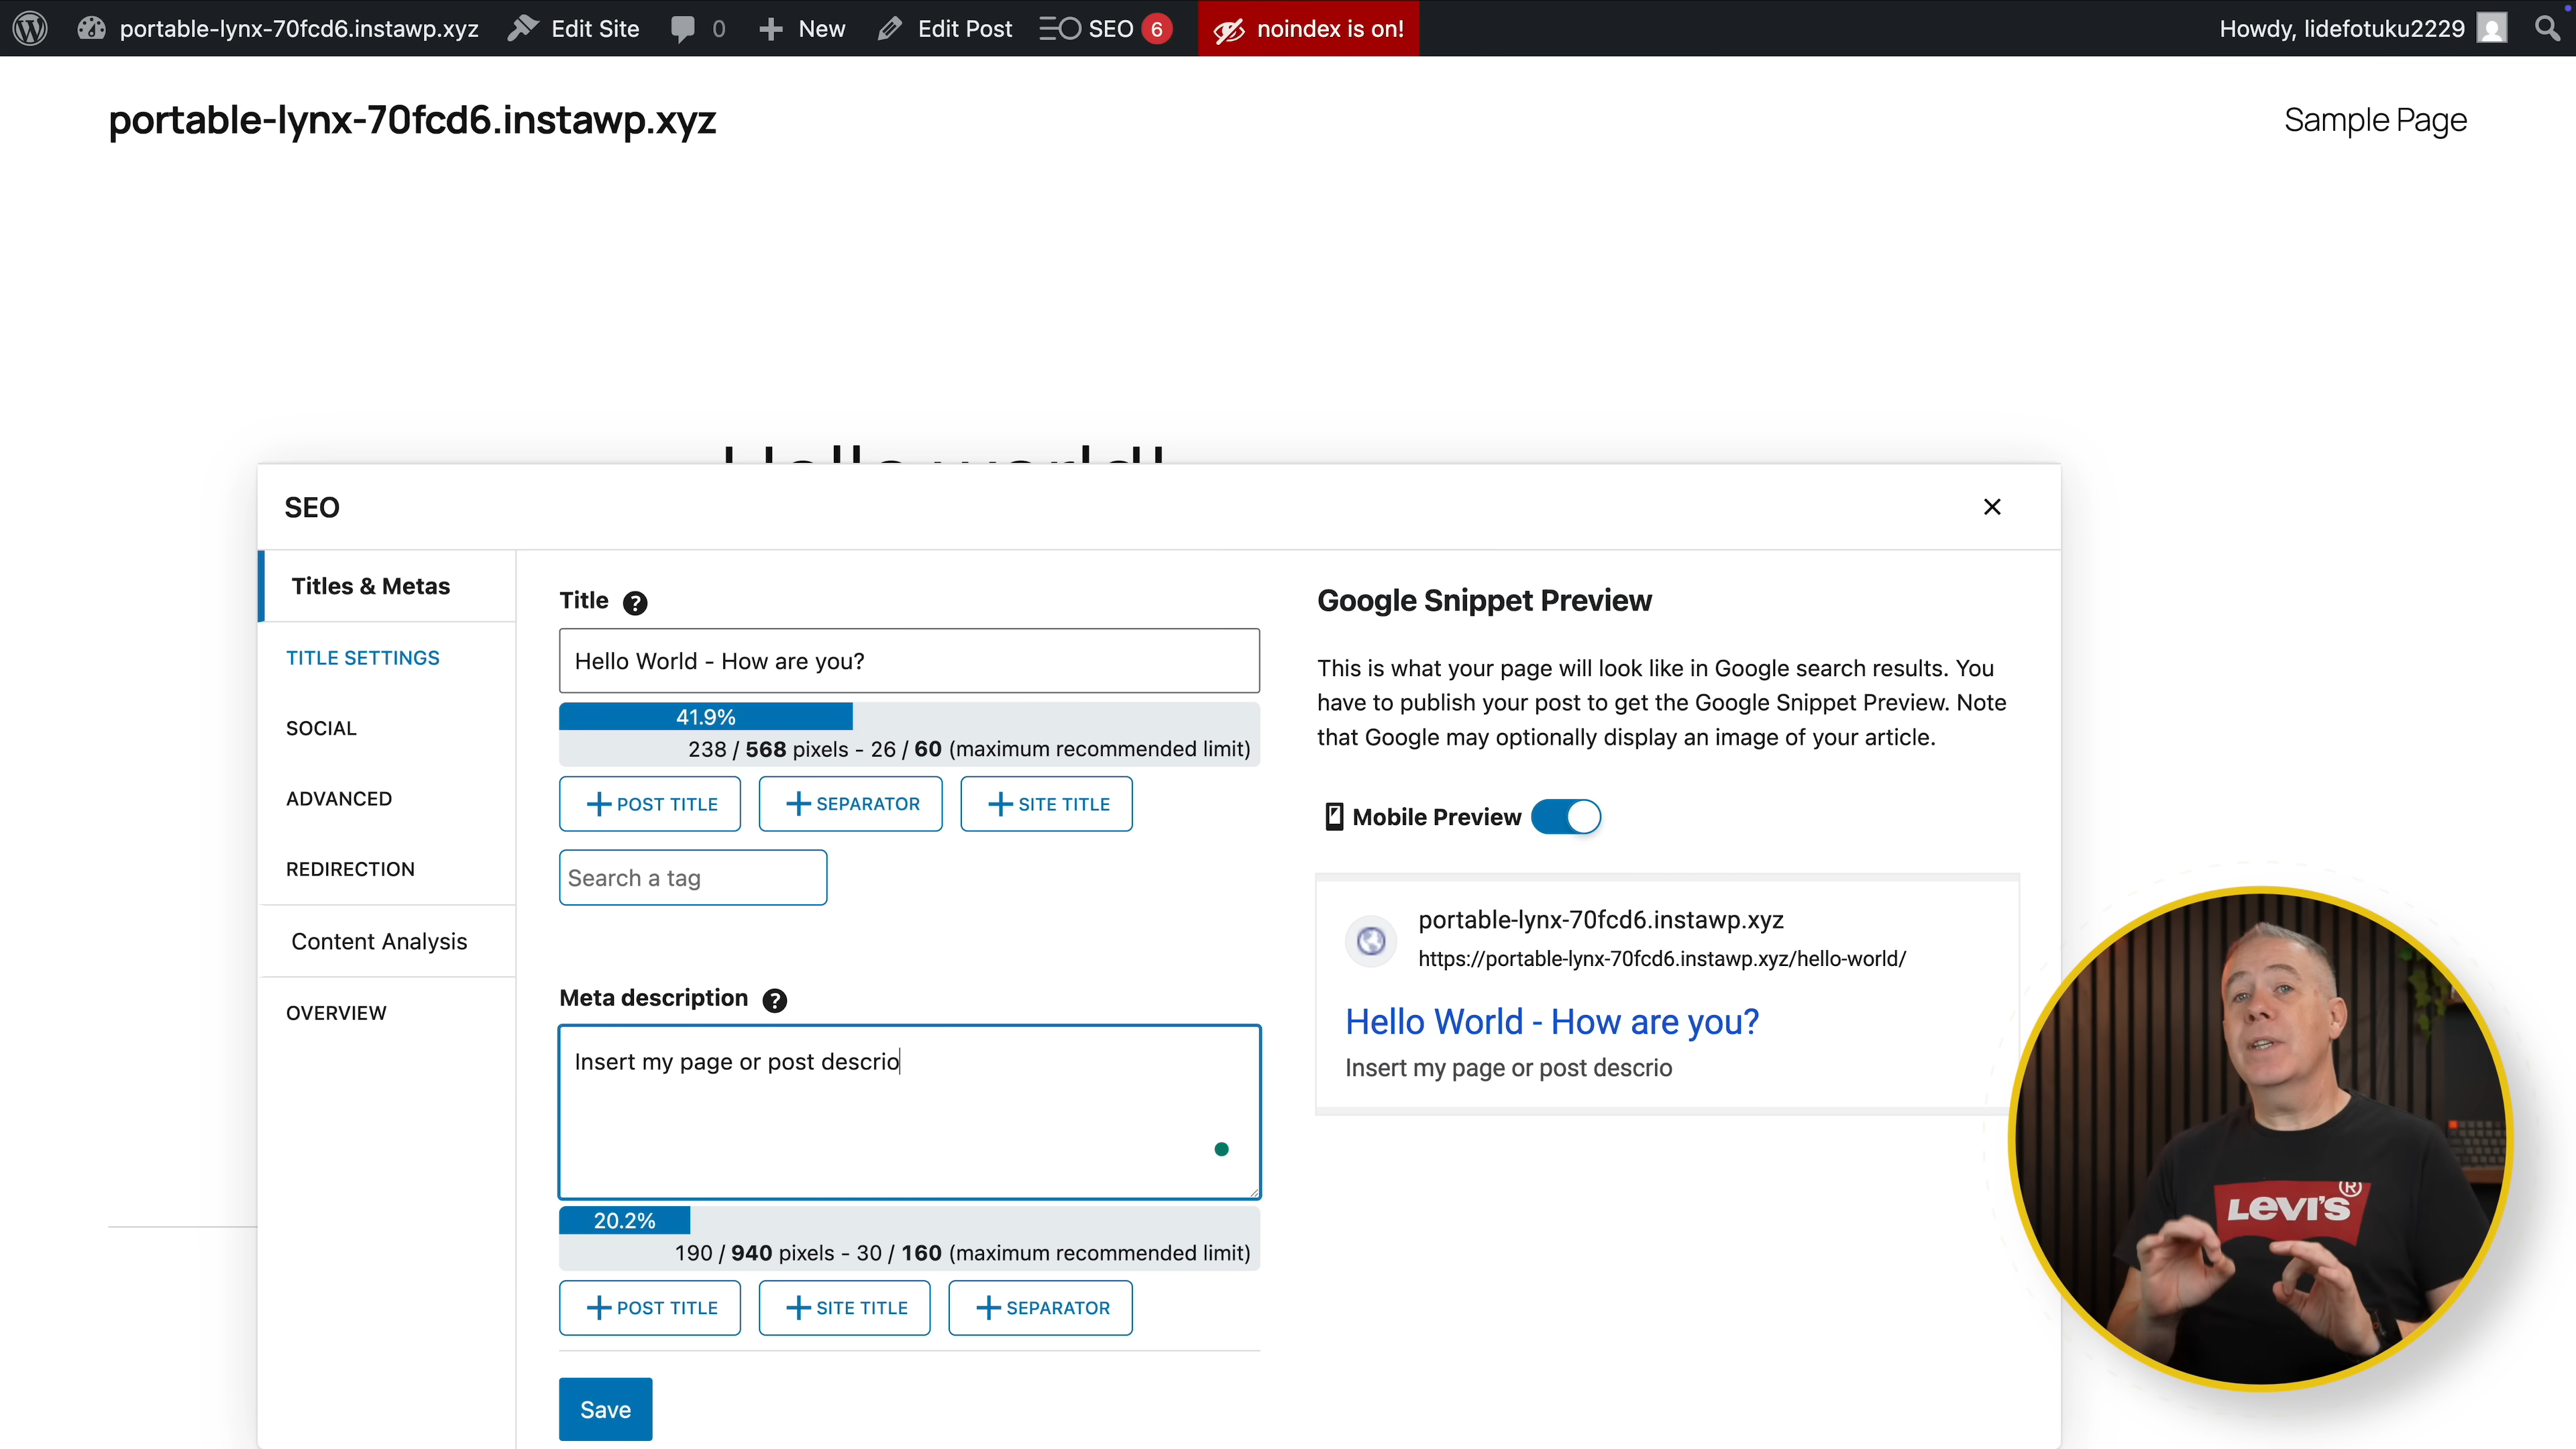 portable-lynx-70fcd6.instawp.xyz Edit Site 0 New Edit Post SEO 6 noindex is on! Howdy, lidefotuku2229
portable-lynx-70fcd6.instawp.xyz Sample Page
Hello world!
SEO
Titles & Metas
TITLE SETTINGS
SOCIAL
ADVANCED
REDIRECTION
Content Analysis
OVERVIEW
Title ?
Hello World - How are you?
41.9%
238 / 568 pixels - 26 / 60 (maximum recommended limit)
POST TITLE SEPARATOR SITE TITLE
Search a tag
Meta description ?
Insert my page or post descrio
20.2%
190 / 940 pixels - 30 / 160 (maximum recommended limit)
POST TITLE SITE TITLE SEPARATOR
Save
Google Snippet Preview
This is what your page will look like in Google search results. You
have to publish your post to get the Google Snippet Preview. Note
that Google may optionally display an image of your article.
Mobile Preview
portable-lynx-70fcd6.instawp.xyz
https://portable-lynx-70fcd6.instawp.xyz/hello-world/
Hello World - How are you?
Insert my page or post descrio
LEVI'S®